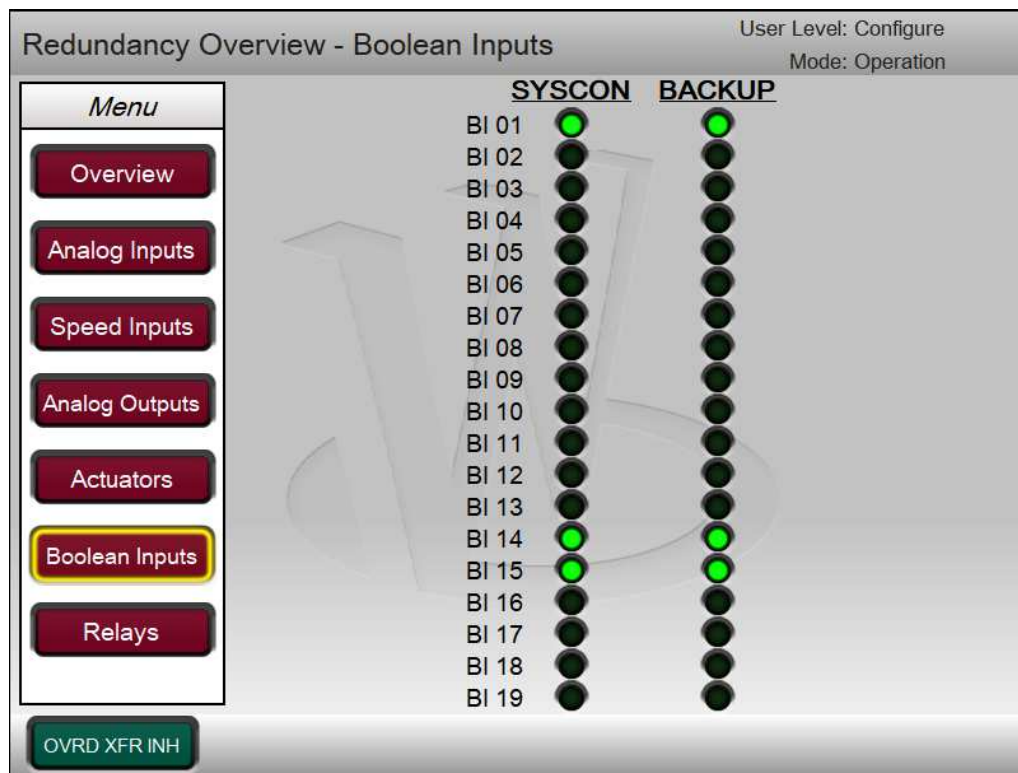 Redundancy Overview - Boolean Inputs
User Level: Configure
Mode: Operation
Menu
Overview
Analog Inputs
Speed Inputs
Analog Outputs
Actuators
Boolean Inputs
Relays
SYSCON BACKUP
BI 01
BI 02
BI 03
BI 04
BI 05
BI 06
BI 07
BI 08
BI 09
BI 10
BI 11
BI 12
BI 13
BI 14
BI 15
BI 16
BI 17
BI 18
BI 19
OVRD XFR INH